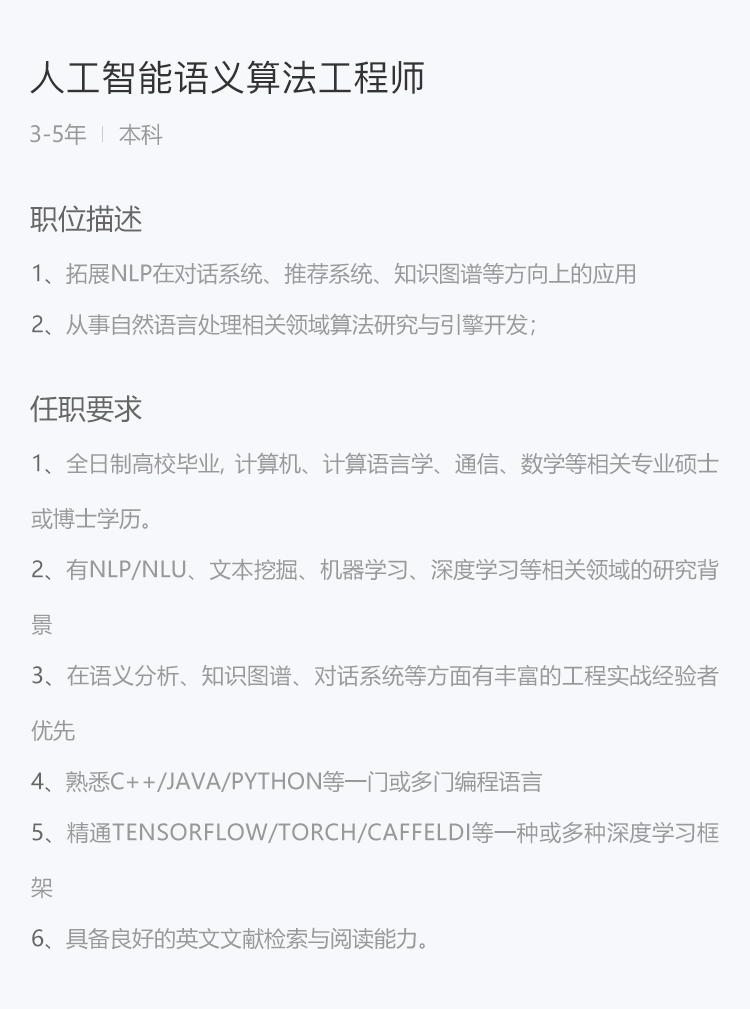 人工智能语义算法工程师
3-5年 | 本科
职位描述
1、拓展NLP在对话系统、推荐系统、知识图谱等方向上的应用
2、从事自然语言处理相关领域算法研究与引擎开发；
任职要求
1、全日制高校毕业, 计算机、计算语言学、通信、数学等相关专业硕士
或博士学历。
2、有NLP/NLU、文本挖掘、机器学习、深度学习等相关领域的研究背
景
3、在语义分析、知识图谱、对话系统等方面有丰富的工程实战经验者
优先
4、熟悉C++/JAVA/PYTHON等一门或多门编程语言
5、精通TENSORFLOW/TORCH/CAFFELDI等一种或多种深度学习框
架
6、具备良好的英文文献检索与阅读能力。